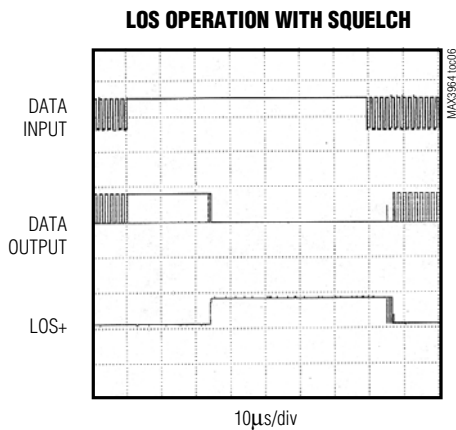 LOS OPERATION WITH SQUELCH
MAX3964 toc06
DATA
INPUT
DATA
OUTPUT
LOS+
10µs/div